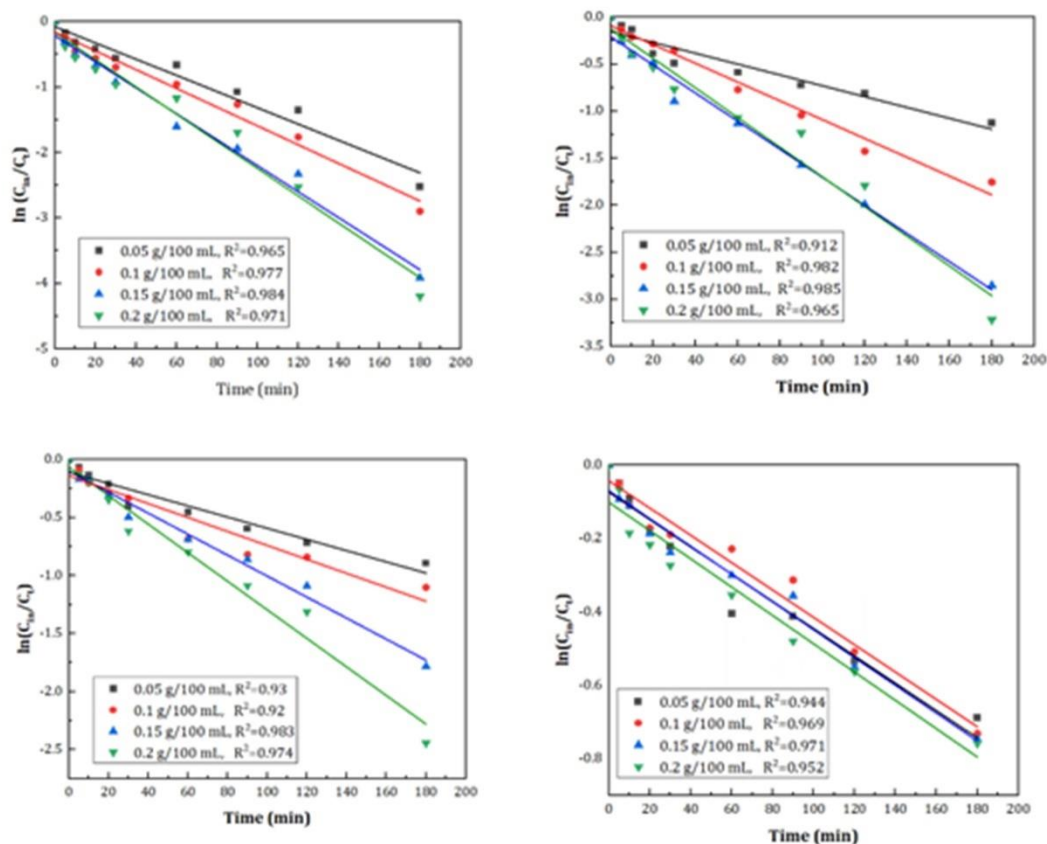 ln (C_in/C_t)
0
-1
-2
-3
-4
-5
0 20 40 60 80 100 120 140 160 180 200
Time (min)
0.05 g/100 mL, R²=0.965
0.1 g/100 mL, R²=0.977
0.15 g/100 mL, R²=0.984
0.2 g/100 mL, R²=0.971
ln(C_in/C_t)
0.0
-0.5
-1.0
-1.5
-2.0
-2.5
-3.0
-3.5
0 20 40 60 80 100 120 140 160 180 200
Time (min)
0.05 g/100 mL, R²=0.912
0.1 g/100 mL, R²=0.982
0.15 g/100 mL, R²=0.985
0.2 g/100 mL, R²=0.965
ln(C_in/C_t)
0.0
-0.5
-1.0
-1.5
-2.0
-2.5
0 20 40 60 80 100 120 140 160 180 200
Time (min)
0.05 g/100 mL, R²=0.93
0.1 g/100 mL, R²=0.92
0.15 g/100 mL, R²=0.983
0.2 g/100 mL, R²=0.974
ln(C_in/C_t)
0.0
-0.2
-0.4
-0.6
-0.8
0 20 40 60 80 100 120 140 160 180 200
Time (min)
0.05 g/100 mL, R²=0.944
0.1 g/100 mL, R²=0.969
0.15 g/100 mL, R²=0.971
0.2 g/100 mL, R²=0.952